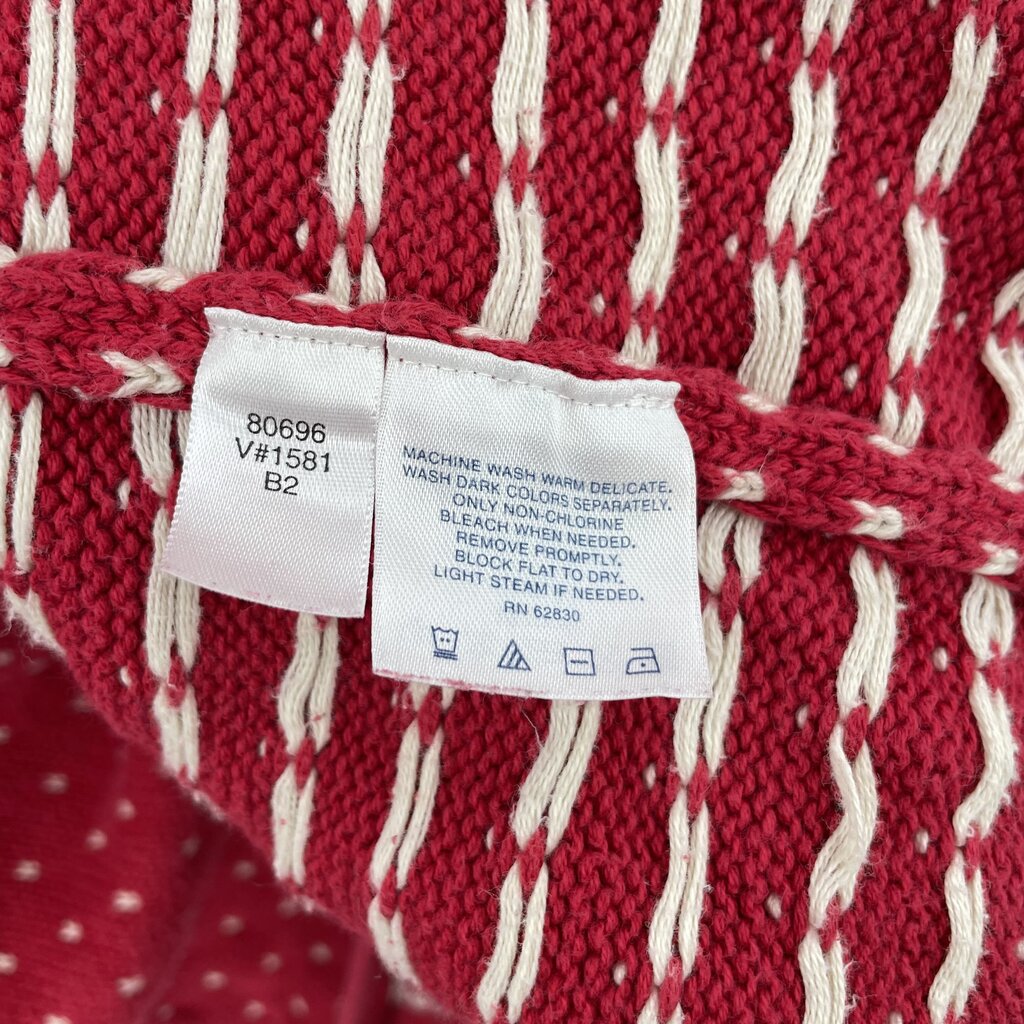 80696
V#1581
B2
MACHINE WASH WARM DELICATE.
WASH DARK COLORS SEPARATELY.
ONLY NON-CHLORINE
BLEACH WHEN NEEDED.
REMOVE PROMPTLY.
BLOCK FLAT TO DRY.
LIGHT STEAM IF NEEDED.
RN 62830